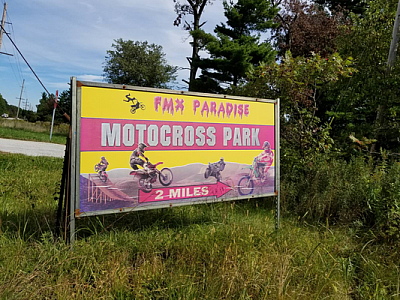 FMX PARADISE
MOTOCROSS PARK
2 MILES